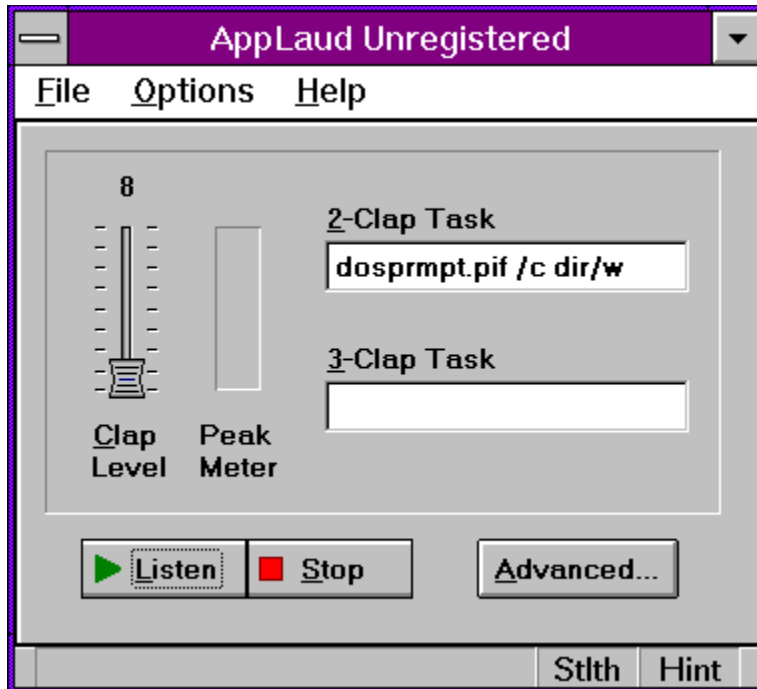 AppLaud Unregistered
File Options Help
8
2-Clap Task
dosprmpt.pif /c dir/w
3-Clap Task
Clap
Level
Peak
Meter
Listen
Stop
Advanced...
Stlth
Hint